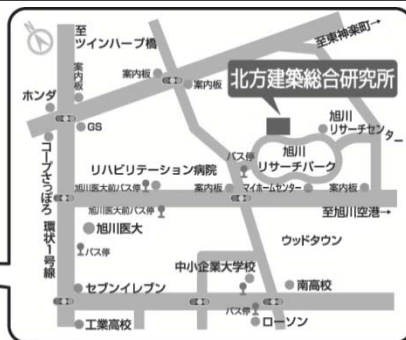 至
ツインハープ橋
至東神楽町→
案内板
案内板
案内板
ホンダ
GS
北方建築総合研究所
旭川
リサーチセンター
旭川
リサーチパーク
バス停
コープさっぽろ
環状1号線
リハビリテーション病院
旭川医大前バス停
案内板
マイホームセンター
案内板
旭川医大前バス停
至旭川空港→
旭川医大
ウッドタウン
バス停
中小企業大学校
セブンイレブン
南高校
バス停
工業高校
ローソン